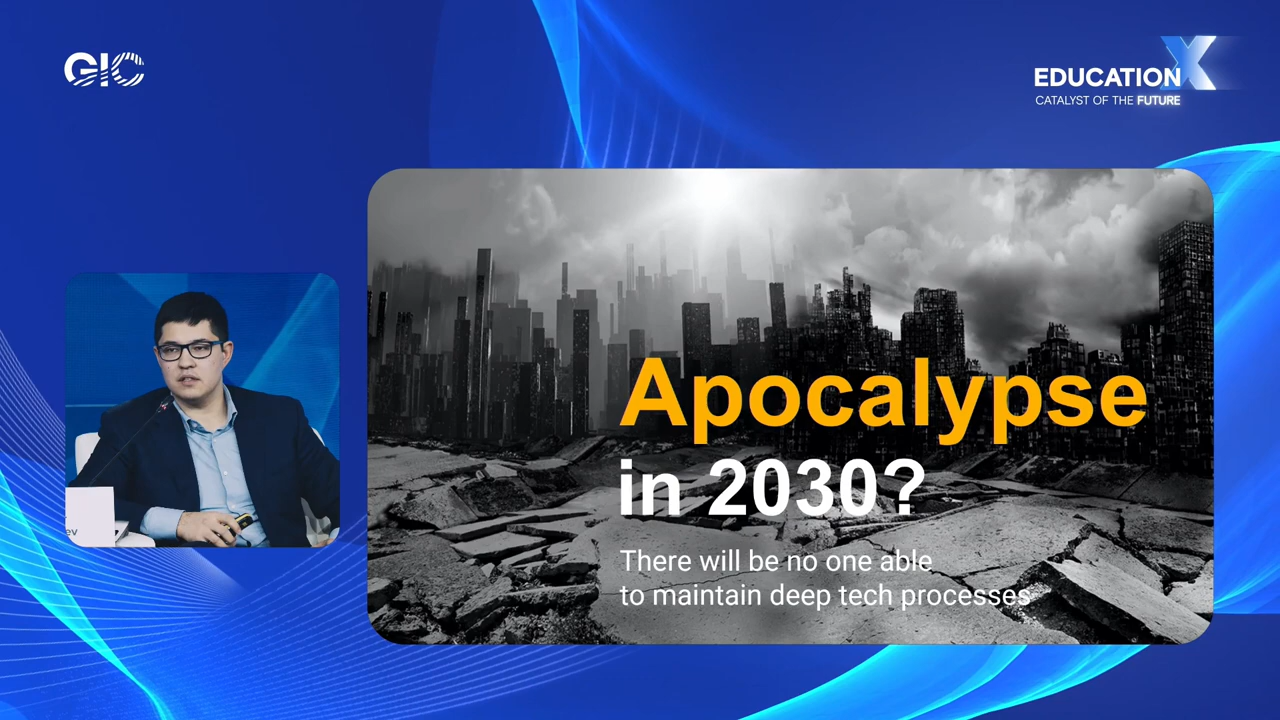 GIC
EDUCATION X
CATALYST OF THE FUTURE
Apocalypse
in 2030?
There will be no one able
to maintain deep tech processes
ev